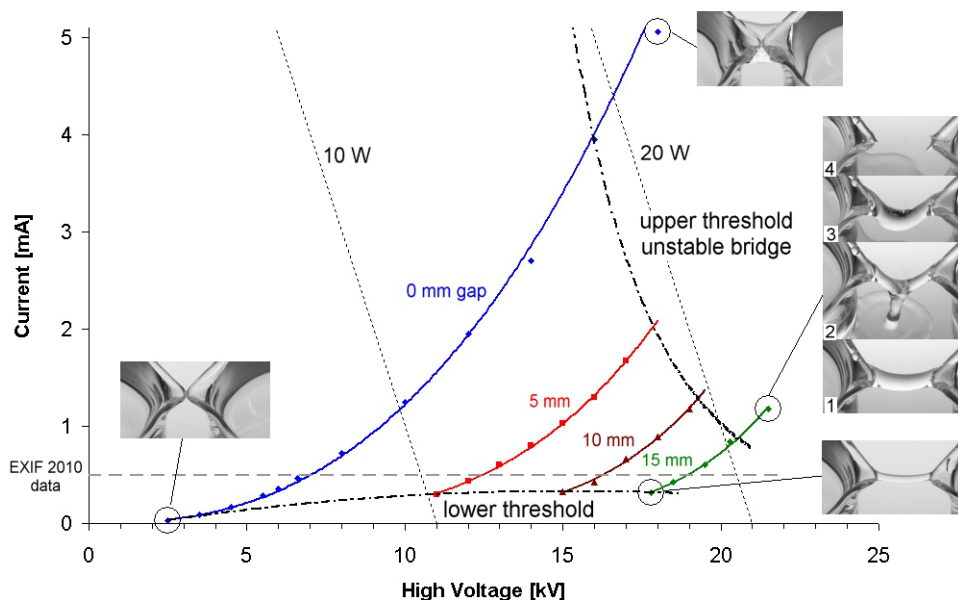 5
4
3
2
1
0
Current [mA]
10 W
20 W
upper threshold
unstable bridge
0 mm gap
5 mm
10 mm
15 mm
EXIF 2010
data
lower threshold
4
3
2
1
0
5
10
15
20
25
High Voltage [kV]